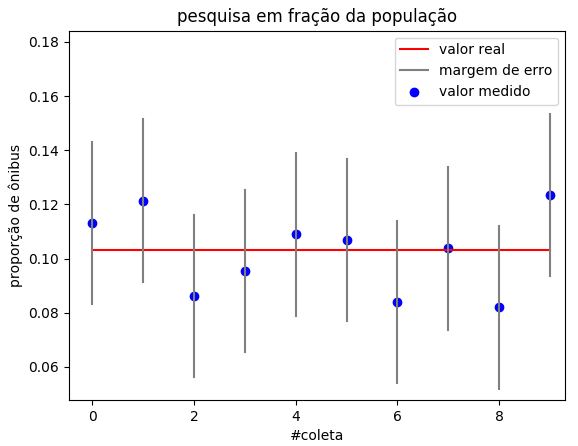 pesquisa em fração da população
0.18
0.16
0.14
0.12
0.10
0.08
0.06
proporção de ônibus
valor real
margem de erro
valor medido
0
2
4
6
8
#coleta